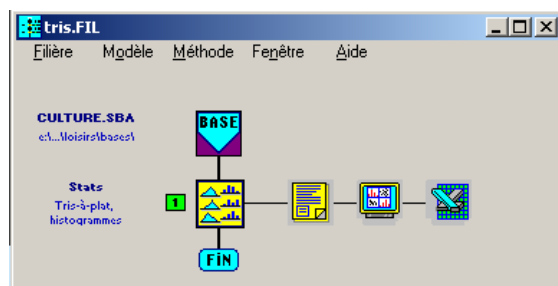 tris.FIL
Filière Modèle Méthode Fenêtre Aide
CULTURE.SBA
e:\...\loisirs\bases\
BASE
Stats
Tris-à-plat,
histogrammes
1
FIN